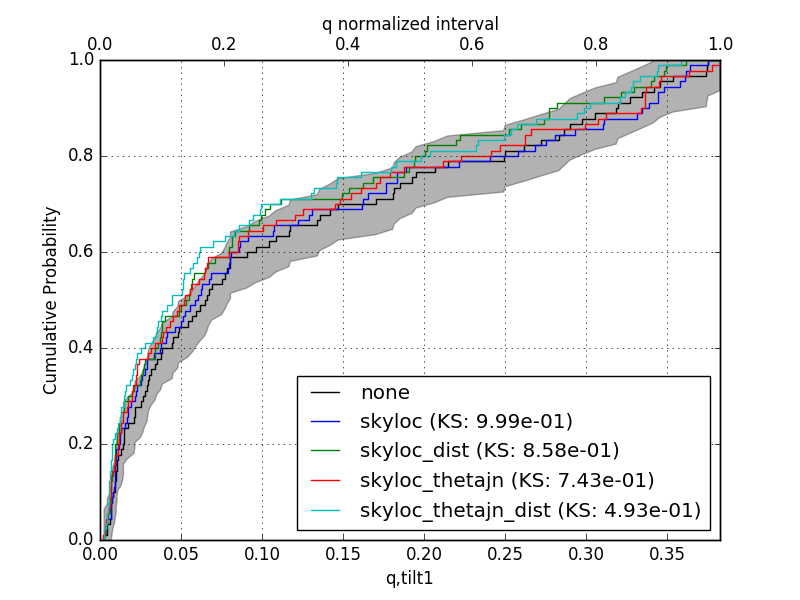 q normalized interval
0.0 0.2 0.4 0.6 0.8 1.0
1.0
0.8
0.6
0.4
0.2
0.0
Cumulative Probability
none
skyloc (KS: 9.99e-01)
skyloc_dist (KS: 8.58e-01)
skyloc_thetajn (KS: 7.43e-01)
skyloc_thetajn_dist (KS: 4.93e-01)
0.00 0.05 0.10 0.15 0.20 0.25 0.30 0.35
q,tilt1